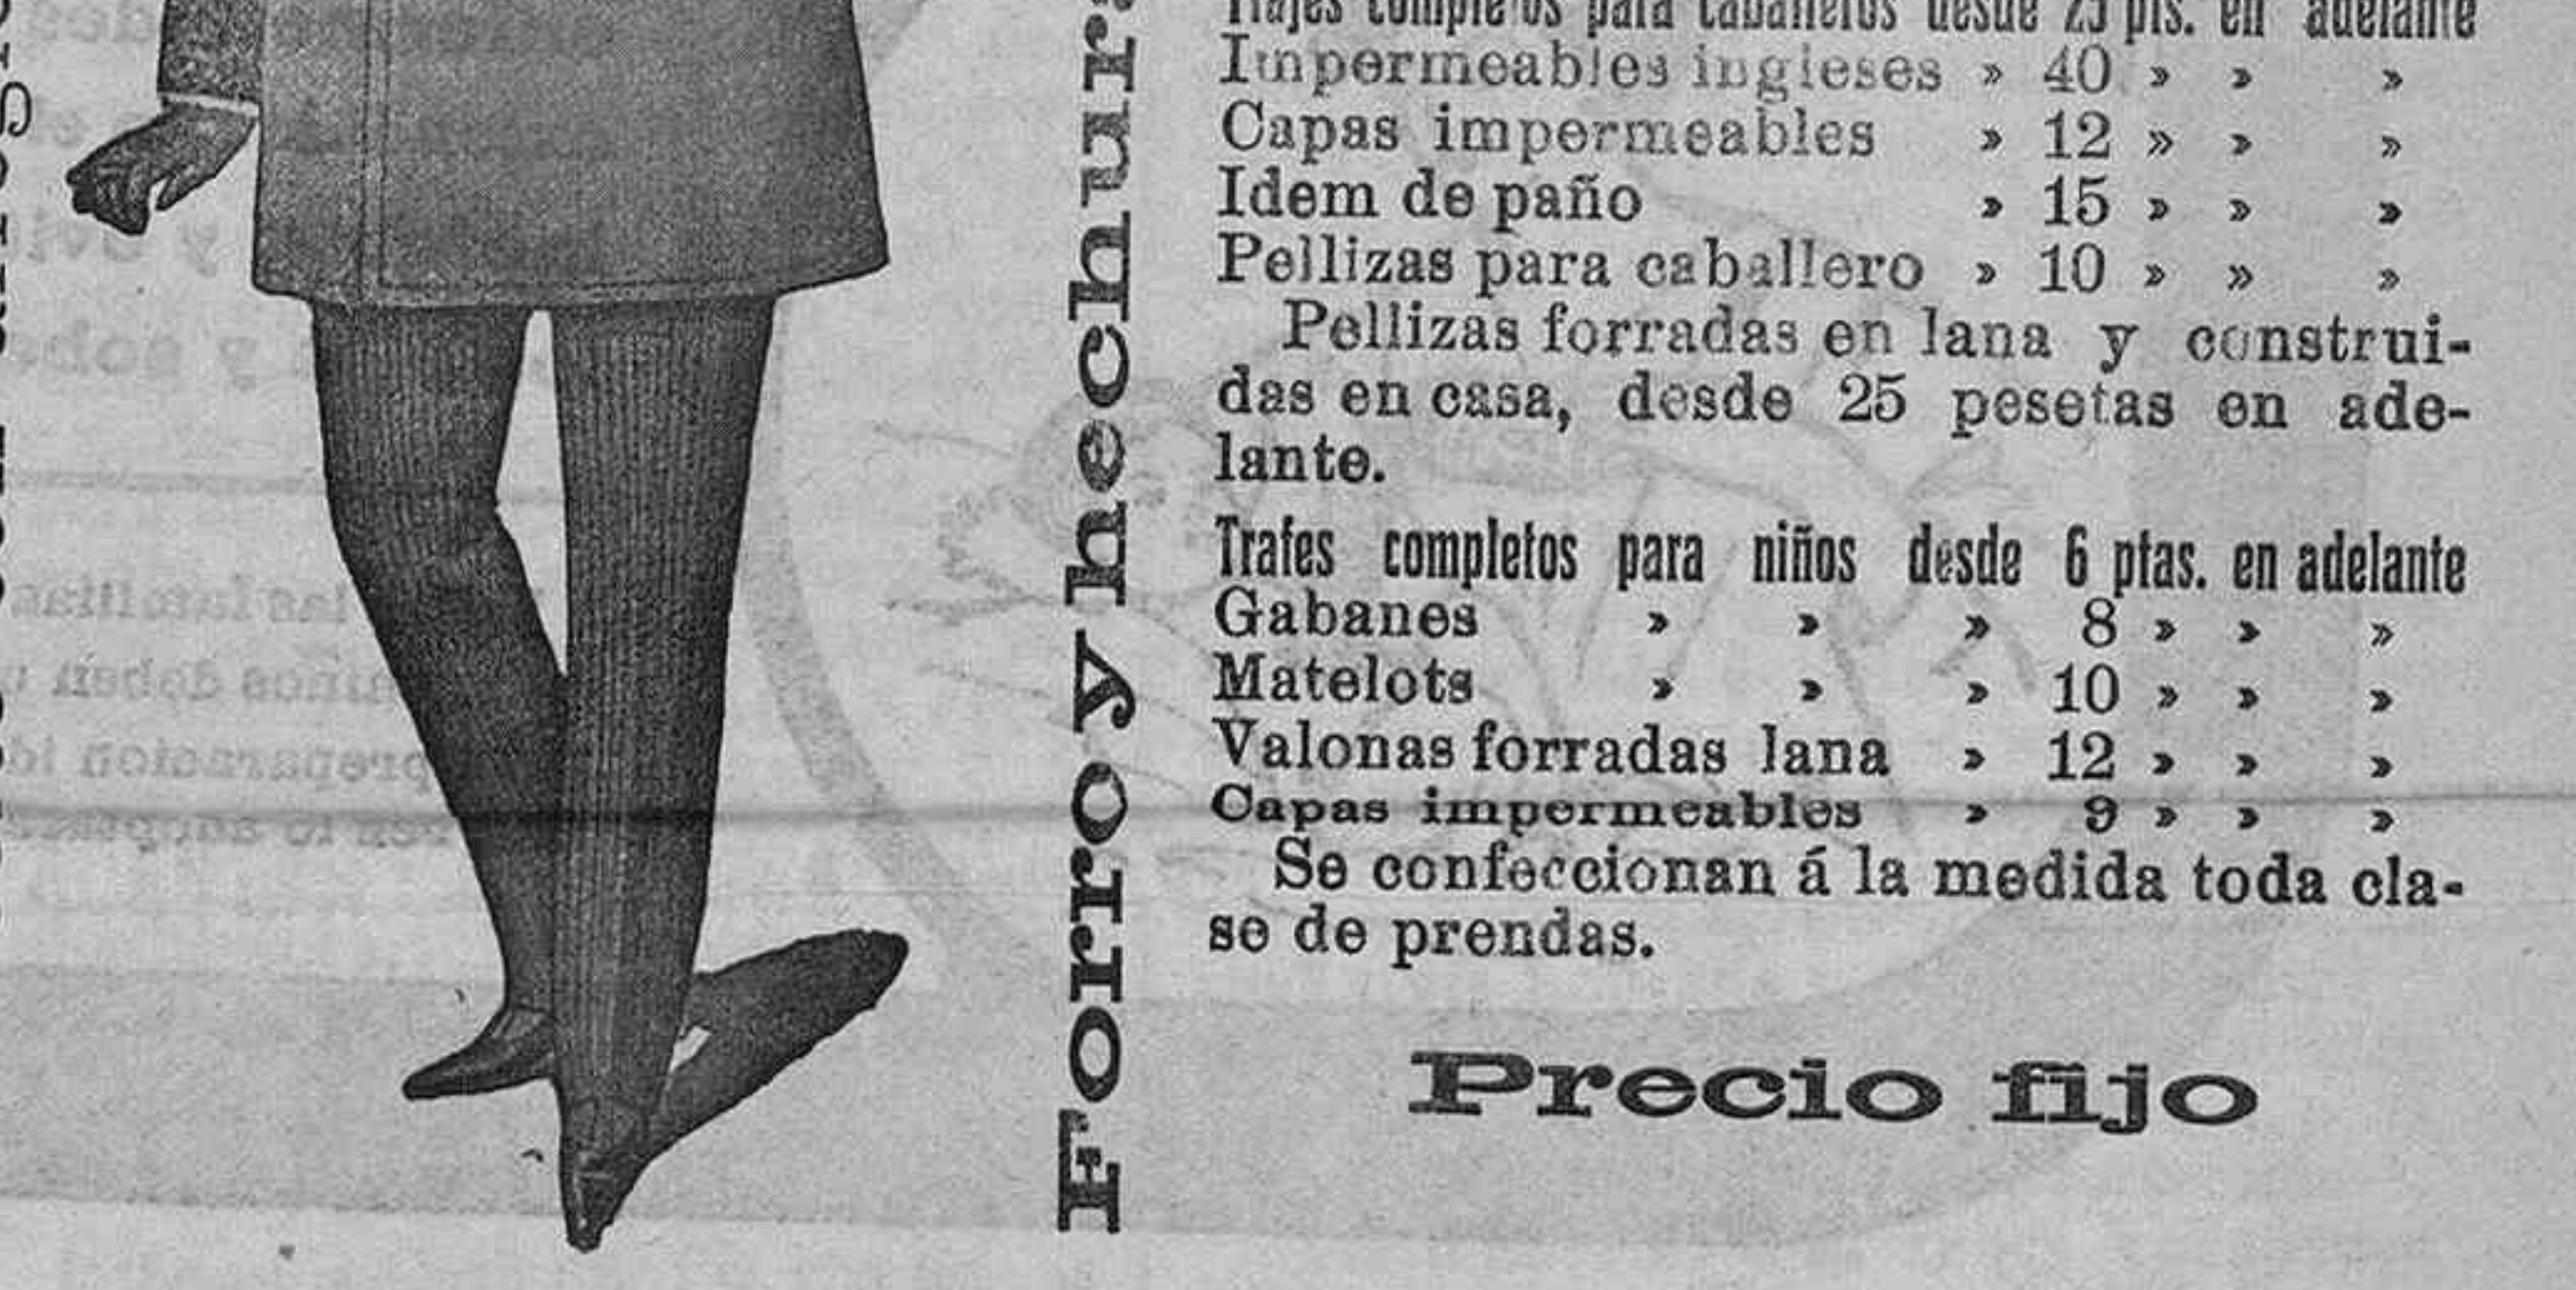 Trajes completos para caballeros desde 25 pts. en adelante
Impermeables ingleses » 40 » » »
Capas impermeables » 12 » » »
Idem de paño » 15 » » »
Pellizas para caballero » 10 » » »
Pellizas forradas en lana y construi-
das en casa, desde 25 pesetas en ade-
lante.
Trafes completos para niños desde 6 ptas. en adelante
Gabanes » » » 8 » » »
Matelots » » » 10 » » »
Valonas forradas lana » 12 » » »
Capas impermeables » 9 » » »
Se confeccionan á la medida toda cla-
se de prendas.
Precio fijo
Forro y hechur